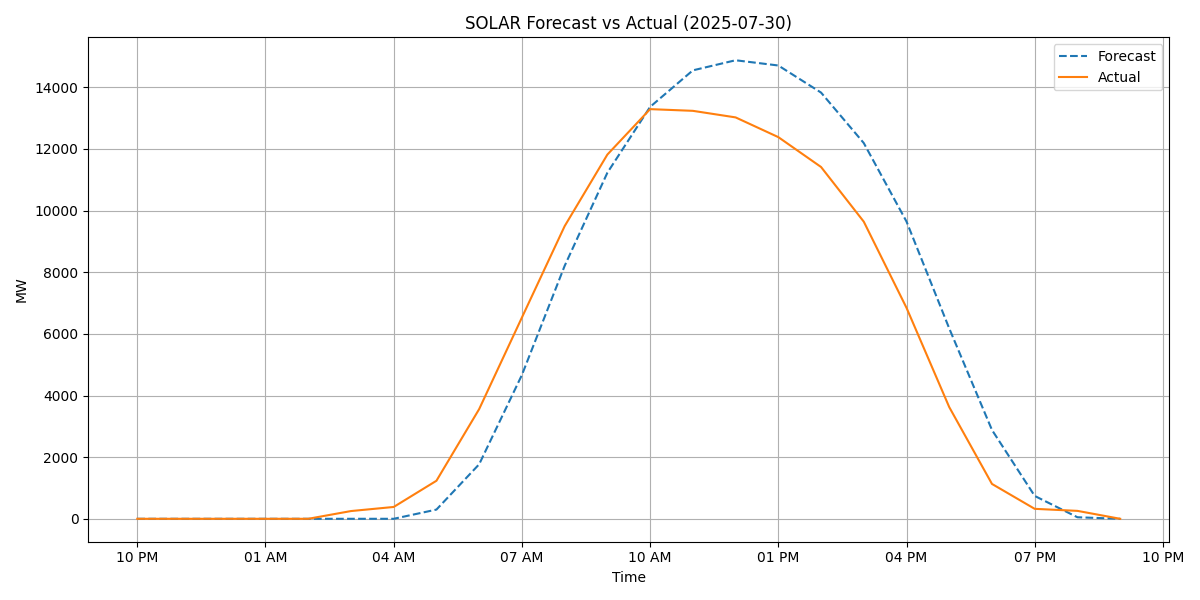 SOLAR Forecast vs Actual (2025-07-30)
Forecast
Actual
14000
12000
10000
8000
6000
4000
2000
0
MW
10 PM 01 AM 04 AM 07 AM 10 AM 01 PM 04 PM 07 PM 10 PM
Time